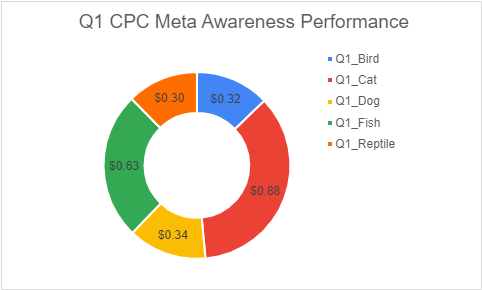 Q1 CPC Meta Awareness Performance
Q1_Bird
Q1_Cat
Q1_Dog
Q1_Fish
Q1_Reptile
$0.32
$0.88
$0.34
$0.63
$0.30